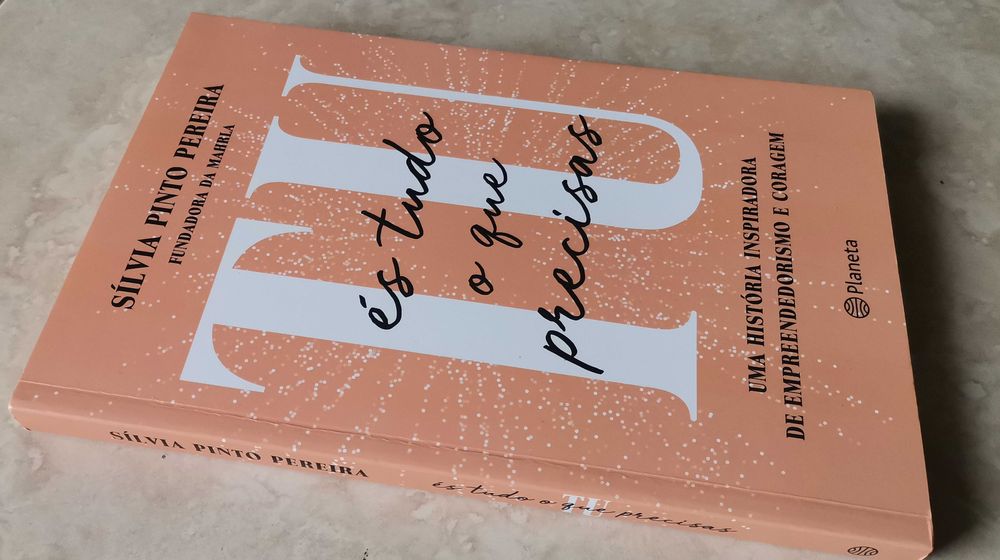 SÍLVIA PINTO PEREIRA
FUNDADORA DA MAHRLA
TU
és tudo
o que
precisas
UMA HISTÓRIA INSPIRADORA
DE EMPREENDEDORISMO E CORAGEM
Planeta
SÍLVIA PINTO PEREIRA
TU
és tudo o que precisas